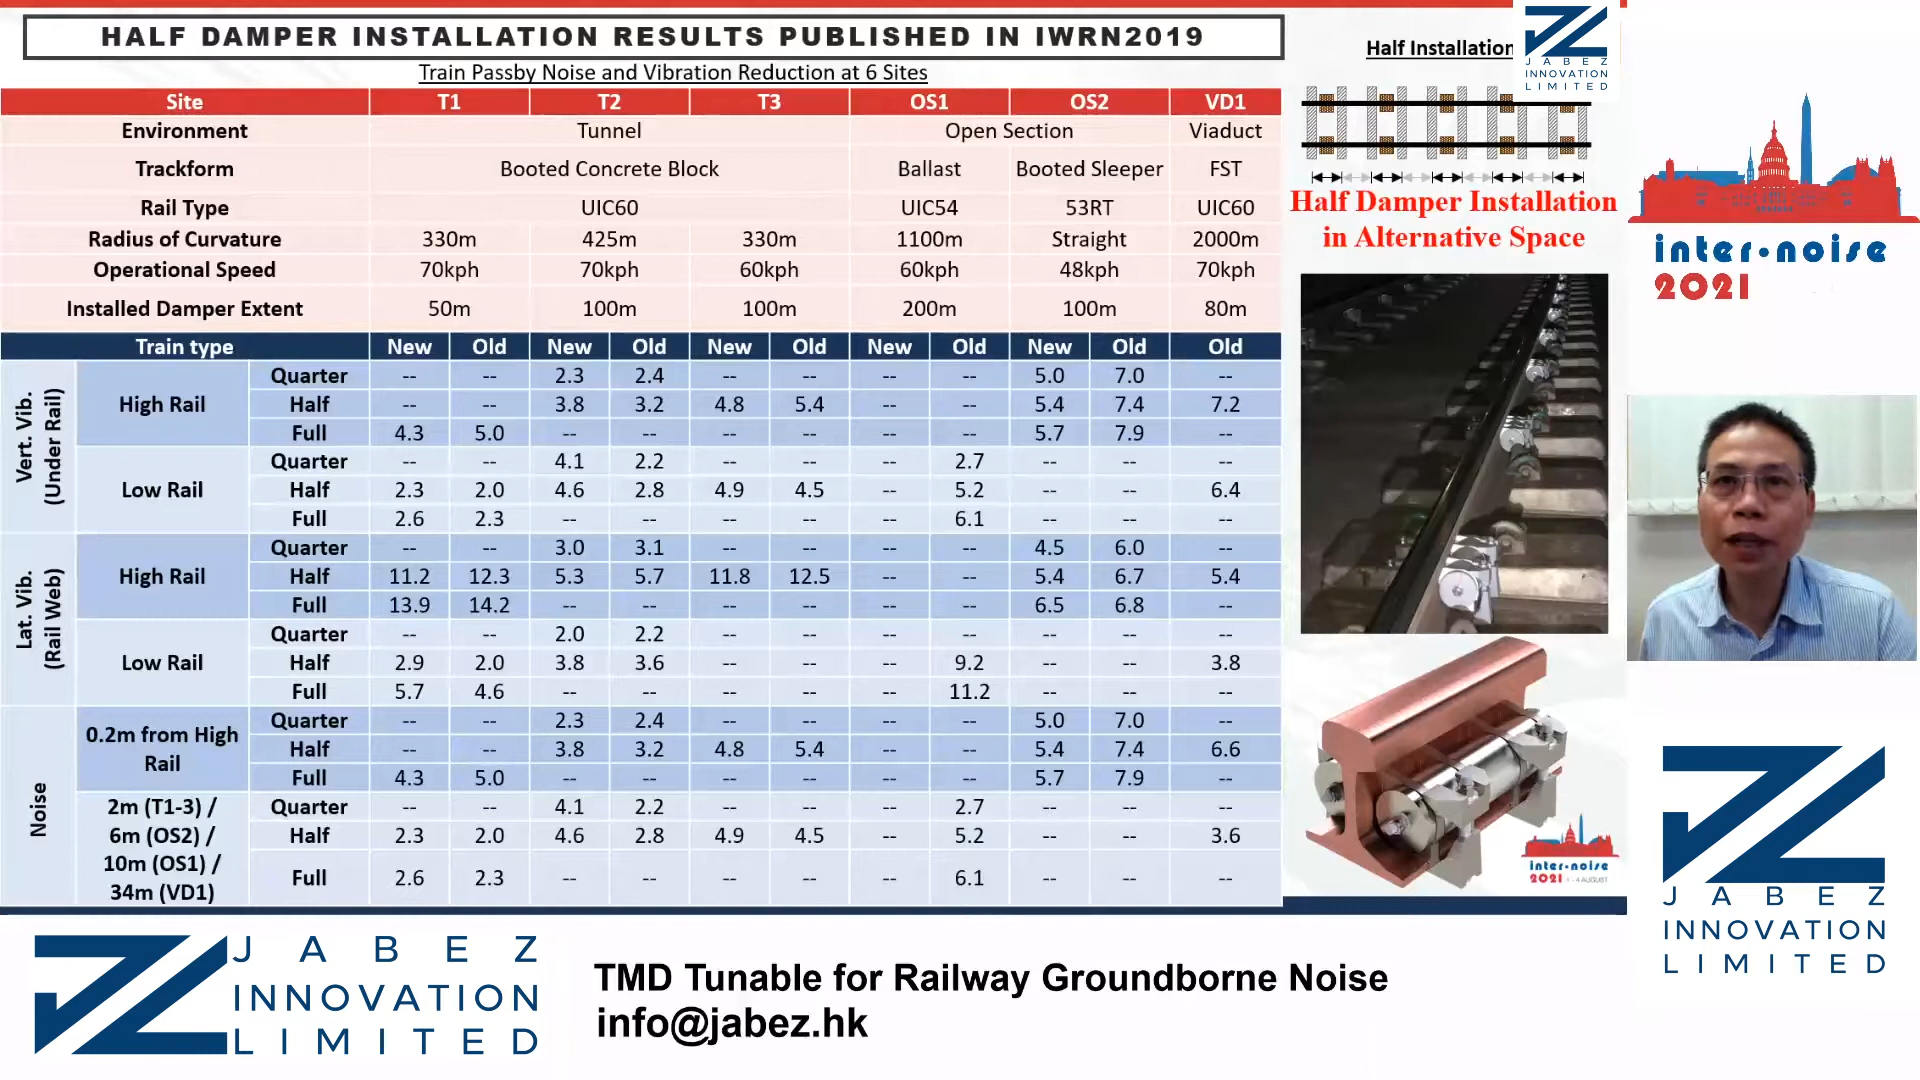 HALF DAMPER INSTALLATION RESULTS PUBLISHED IN IWRN2019
Train Passby Noise and Vibration Reduction at 6 Sites
Site T1 T2 T3 OS1 OS2 VD1
Environment Tunnel Open Section Viaduct
Trackform Booted Concrete Block Ballast Booted Sleeper FST
Rail Type UIC60 UIC54 53RT UIC60
Radius of Curvature 330m 425m 330m 1100m Straight 2000m
Operational Speed 70kph 70kph 60kph 60kph 48kph 70kph
Installed Damper Extent 50m 100m 100m 200m 100m 80m
Train type New Old New Old New Old New Old New Old Old
Vert. Vib.
(Under Rail)
High Rail
Quarter -- -- 2.3 2.4 -- -- -- -- 5.0 7.0 --
Half -- -- 3.8 3.2 4.8 5.4 -- -- 5.4 7.4 7.2
Full 4.3 5.0 -- -- -- -- -- -- 5.7 7.9 --
Low Rail
Quarter -- -- 4.1 2.2 -- -- -- 2.7 -- -- --
Half 2.3 2.0 4.6 2.8 4.9 4.5 -- 5.2 -- -- 6.4
Full 2.6 2.3 -- -- -- -- -- 6.1 -- -- --
Lat. Vib.
(Rail Web)
High Rail
Quarter -- -- 3.0 3.1 -- -- -- -- 4.5 6.0 --
Half 11.2 12.3 5.3 5.7 11.8 12.5 -- -- 5.4 6.7 5.4
Full 13.9 14.2 -- -- -- -- -- -- 6.5 6.8 --
Low Rail
Quarter -- -- 2.0 2.2 -- -- -- -- -- -- --
Half 2.9 2.0 3.8 3.6 -- -- -- 9.2 -- -- 3.8
Full 5.7 4.6 -- -- -- -- -- 11.2 -- -- --
Noise
0.2m from High
Rail
Quarter -- -- 2.3 2.4 -- -- -- -- 5.0 7.0 --
Half -- -- 3.8 3.2 4.8 5.4 -- -- 5.4 7.4 6.6
Full 4.3 5.0 -- -- -- -- -- -- 5.7 7.9 --
2m (T1-3) /
6m (OS2) /
10m (OS1) /
34m (VD1)
Quarter -- -- 4.1 2.2 -- -- -- 2.7 -- -- --
Half 2.3 2.0 4.6 2.8 4.9 4.5 -- 5.2 -- -- 3.6
Full 2.6 2.3 -- -- -- -- -- 6.1 -- -- --
Half Installation
JABEZ
INNOVATION
LIMITED
Half Damper Installation
in Alternative Space
inter·noise
2021
inter·noise
2021 1 - 4 AUGUST
JABEZ
INNOVATION
LIMITED
JABEZ
INNOVATION
LIMITED
TMD Tunable for Railway Groundborne Noise
info@jabez.hk